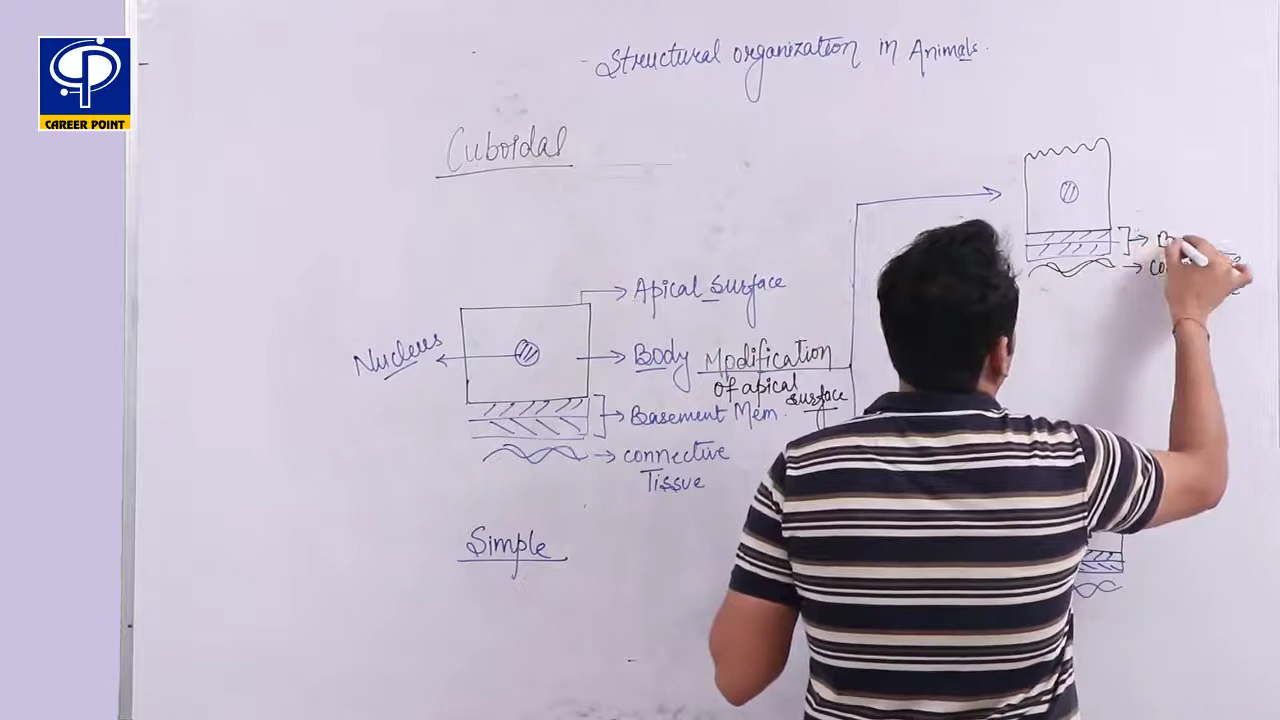 Structural organization in Animals.
CAREER POINT
Cuboidal
Apical surface
Nucleus
Body
Modification
of apical
surface
Basement Mem.
connective
Tissue
Simple